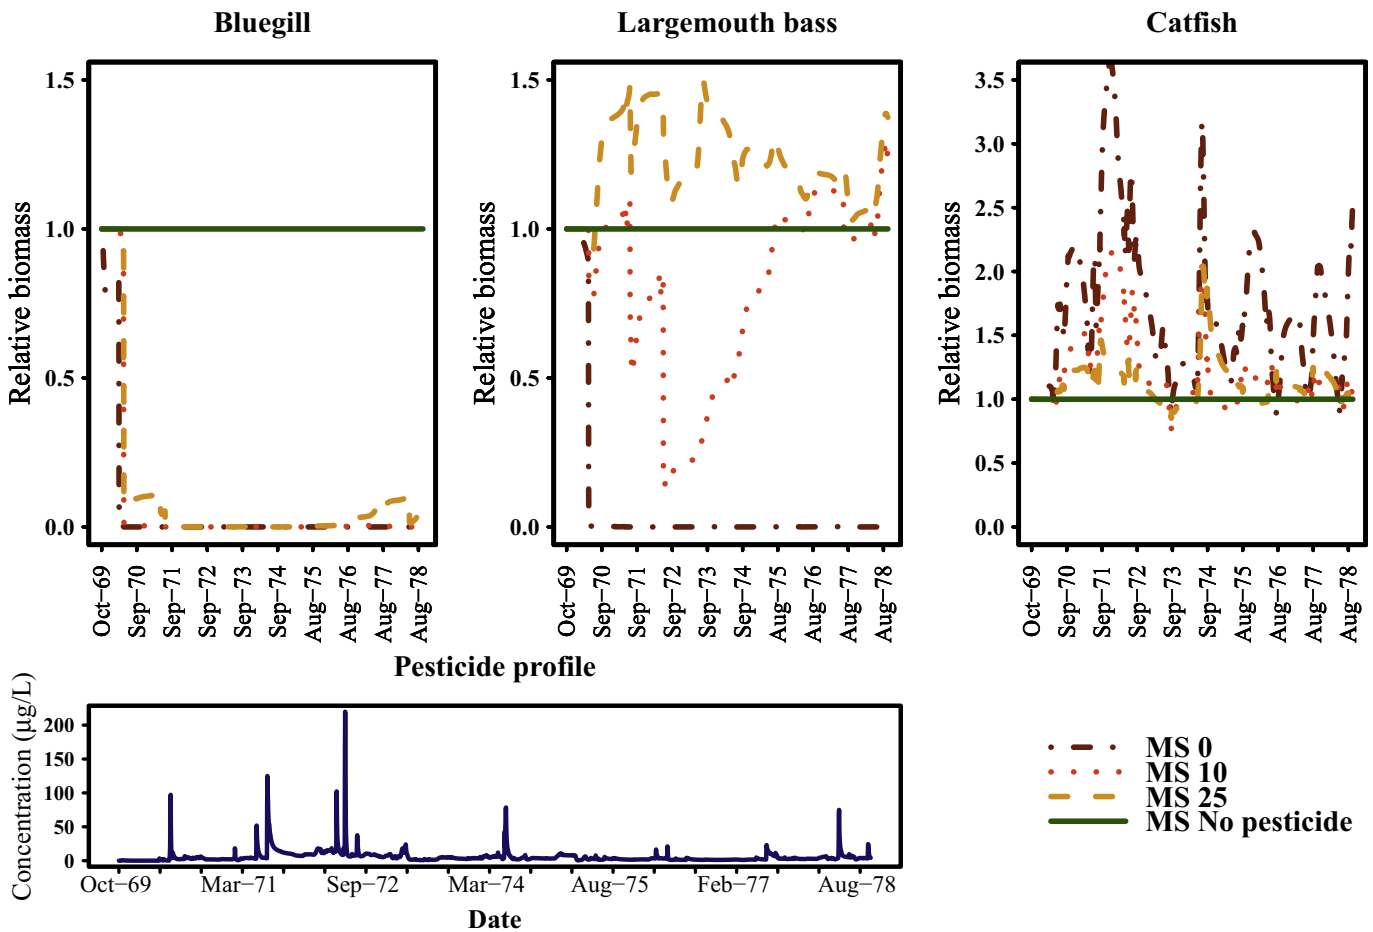 Bluegill
Largemouth bass
Catfish
Relative biomass
1.5
1.0
0.5
0.0
Oct–69
Sep–70
Sep–71
Sep–72
Sep–73
Sep–74
Aug–75
Aug–76
Aug–77
Aug–78
Relative biomass
1.5
1.0
0.5
0.0
Oct–69
Sep–70
Sep–71
Sep–72
Sep–73
Sep–74
Aug–75
Aug–76
Aug–77
Aug–78
Relative biomass
3.5
3.0
2.5
2.0
1.5
1.0
0.5
0.0
Oct–69
Sep–70
Sep–71
Sep–72
Sep–73
Sep–74
Aug–75
Aug–76
Aug–77
Aug–78
Pesticide profile
Concentration (µg/L)
200
150
100
50
0
Oct–69
Mar–71
Sep–72
Mar–74
Aug–75
Feb–77
Aug–78
Date
MS 0
MS 10
MS 25
MS No pesticide